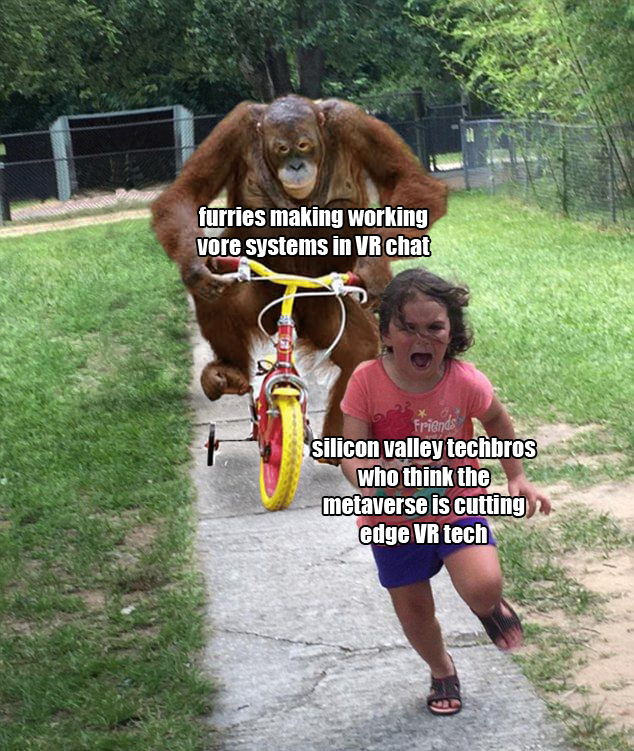 furries making working
vore systems in VR chat
friends
silicon valley techbros
who think the
metaverse is cutting
edge VR tech